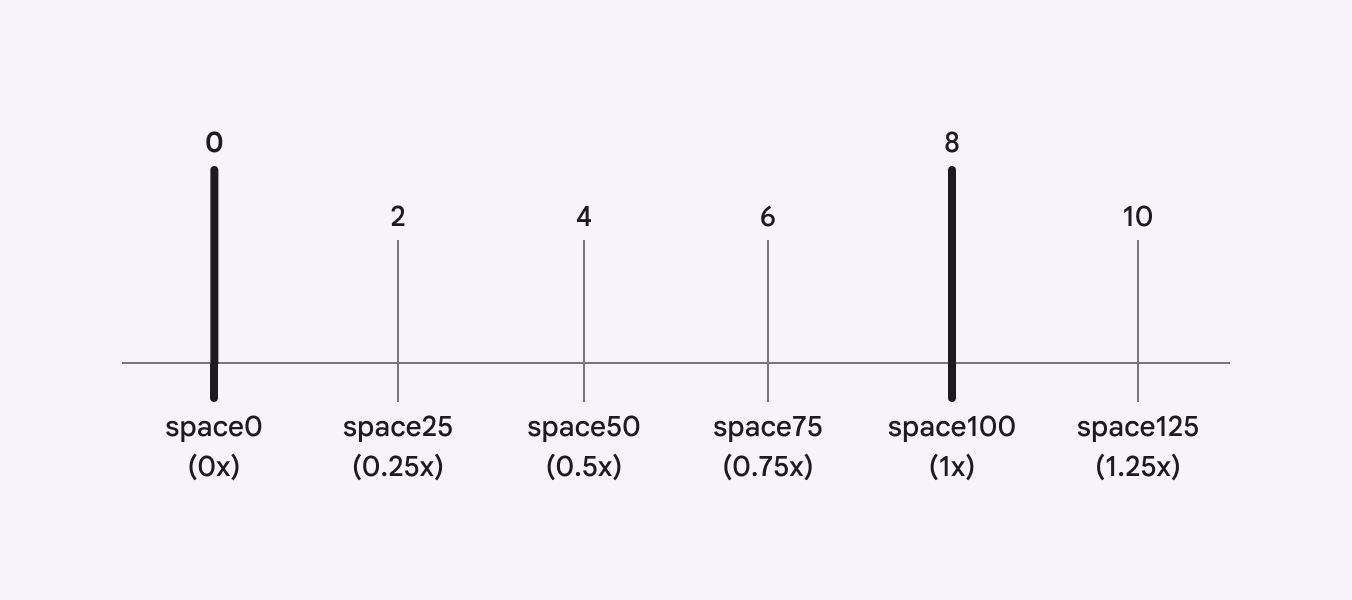 0
8
2
4
6
10
space0
space25
space50
space75
space100
space125
(0x)
(0.25x)
(0.5x)
(0.75x)
(1x)
(1.25x)